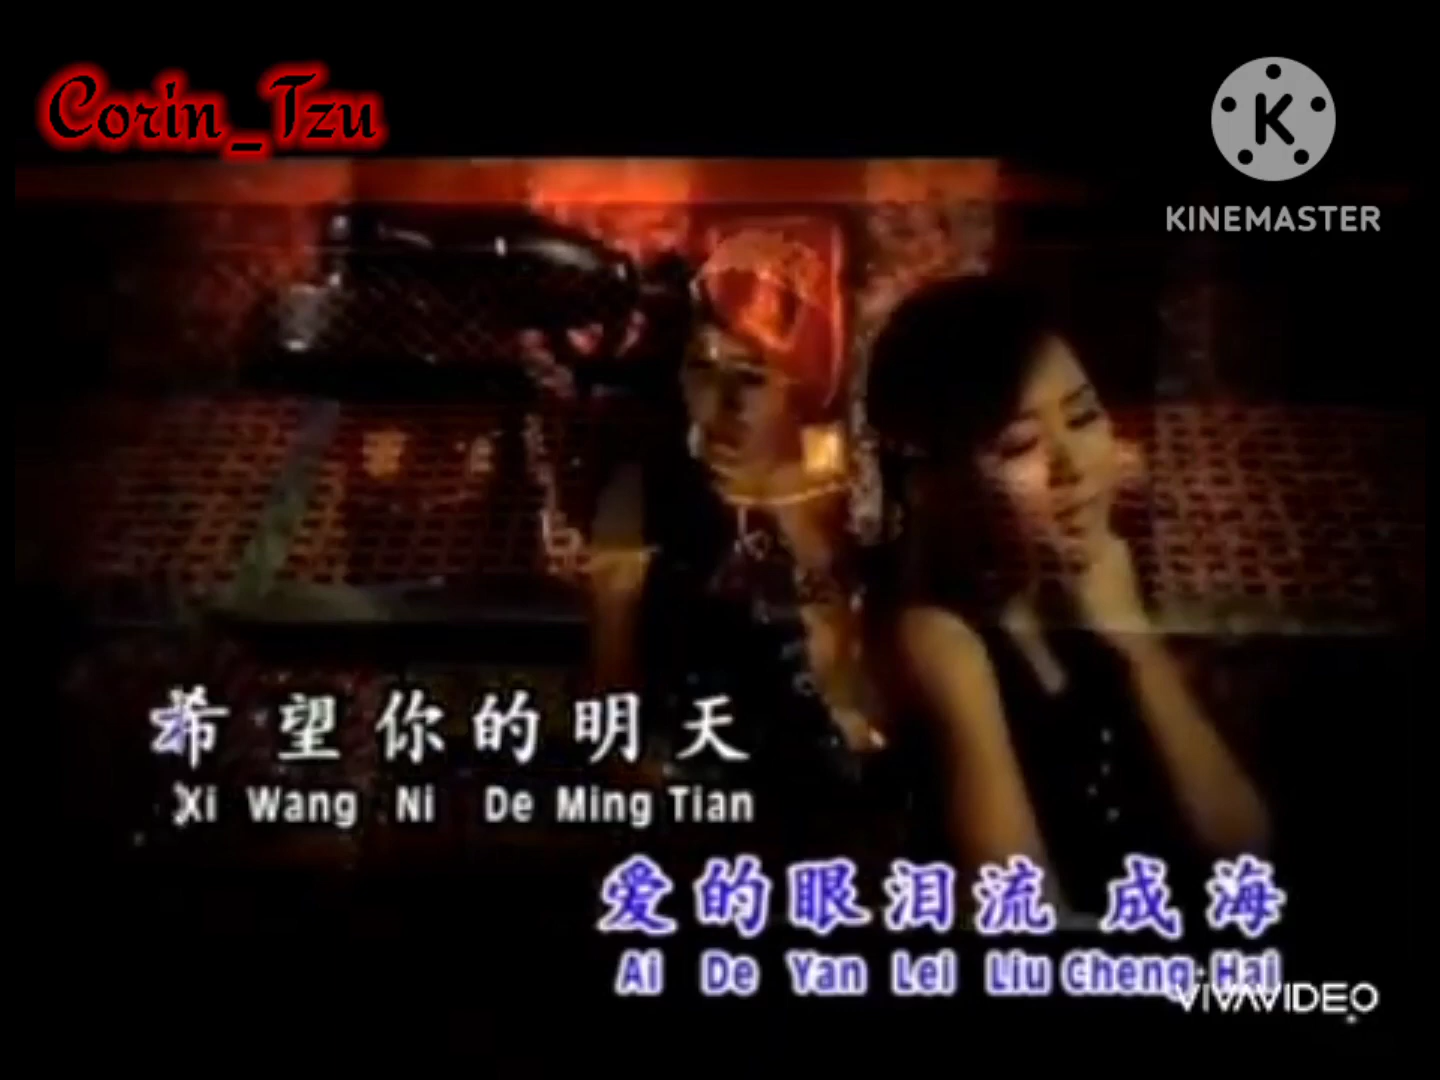 Corin_Tzu
K
KINEMASTER
希望你的明天
Xi Wang Ni De Ming Tian
爱的眼泪流成海
Ai De Yan Lei Liu Cheng Hai
VIVAVIDEO